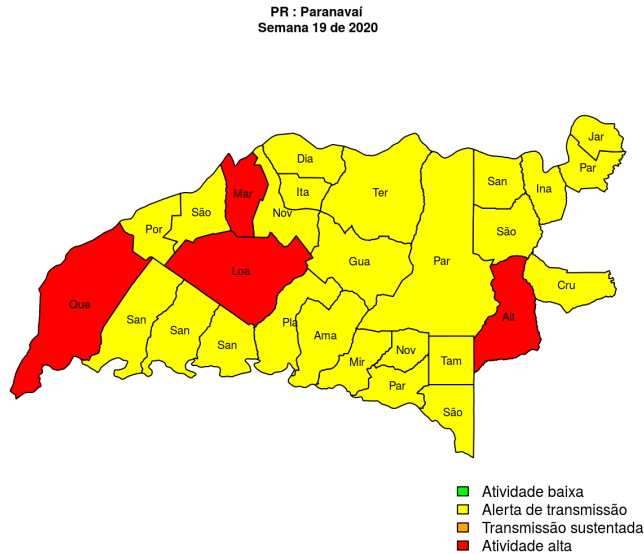 PR : Paranavaí
Semana 19 de 2020
Jar
Par
Dia
Mar
Ita
Ter
San
Ina
São
Nov
Por
São
Loa
Gua
Par
Cru
Que
San
San
San
Pla
Ama
Alt
Mir
Nov
Tam
Par
São
Atividade baixa
Alerta de transmissão
Transmissão sustentada
Atividade alta